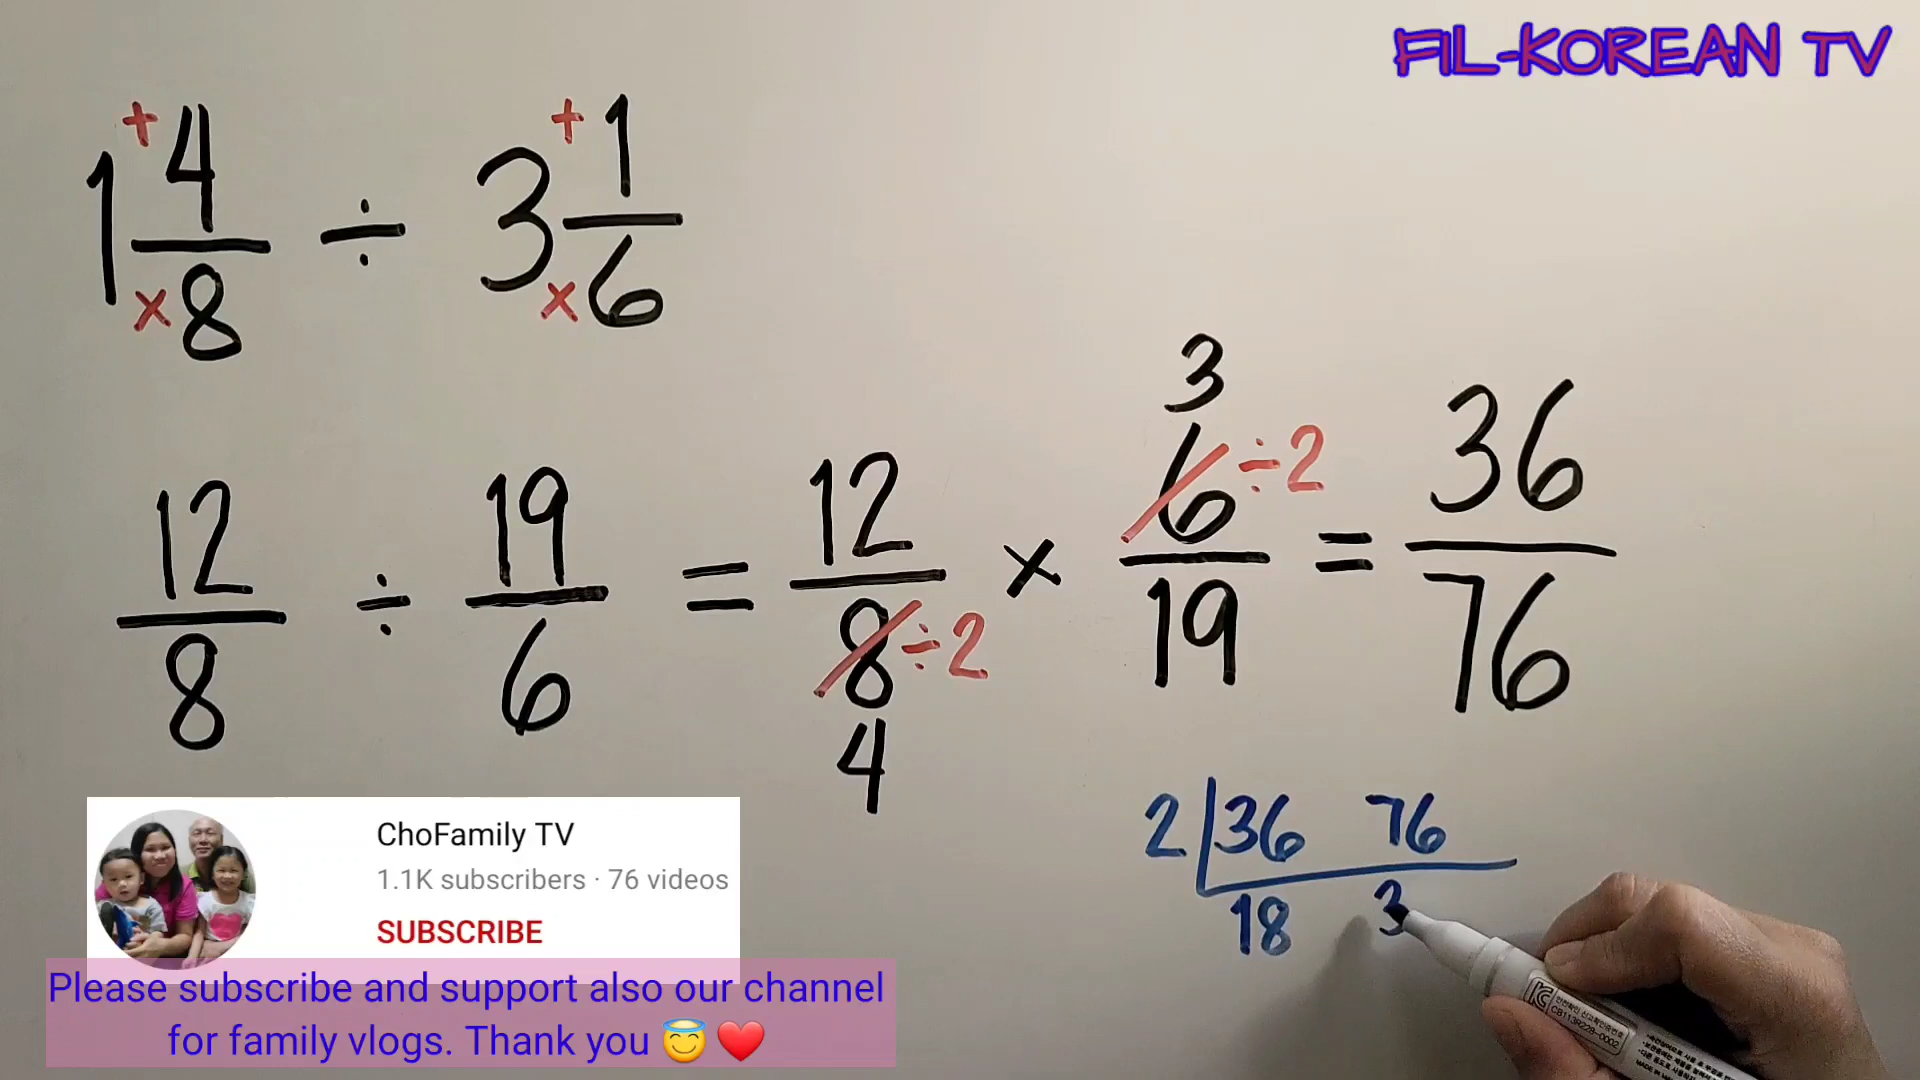 FIL-KOREAN TV
1 + 4/8 × ÷ 3 + 1/6 ×
3
12/8 ÷ 19/6 = 12/8 ÷2 × 6/19 ÷2 = 36/76
4
2 36 76
18 3
ChoFamily TV
1.1K subscribers · 76 videos
SUBSCRIBE
Please subscribe and support also our channel
for family vlogs. Thank you 😇 ❤️
CB113R228-0002